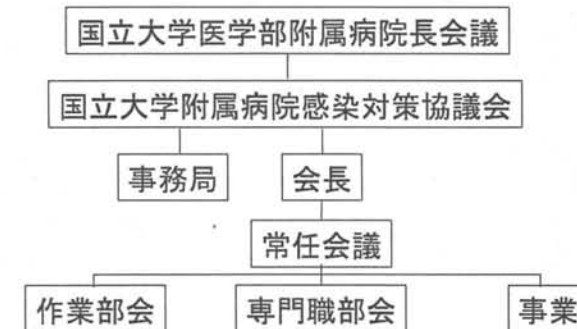 国立大学医学部附属病院長会議
国立大学附属病院感染対策協議会
事務局 会長
常任会議
作業部会 専門職部会 事業